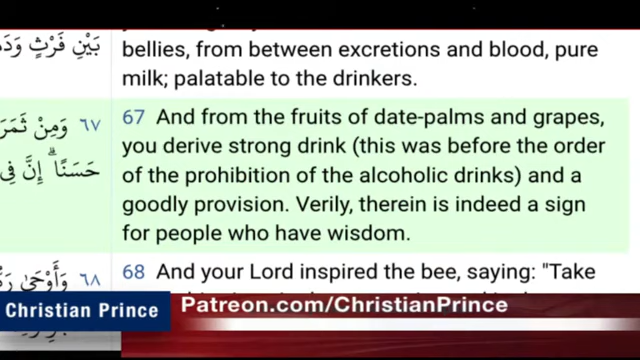 bellies, from between excretions and blood, pure
بَيْنِ فَرْثٍ
milk; palatable to the drinkers.
67 And from the fruits of date-palms and grapes,
٦٧ وَمِنْ
you derive strong drink (this was before the order
of the prohibition of the alcoholic drinks) and a
حَسَنًا ۗ إِنَّ فِي
goodly provision. Verily, therein is indeed a sign
for people who have wisdom.
68 And your Lord inspired the bee, saying: "Take
٦٨ وَأَوْحَىٰ
Christian Prince
Patreon.com/ChristianPrince